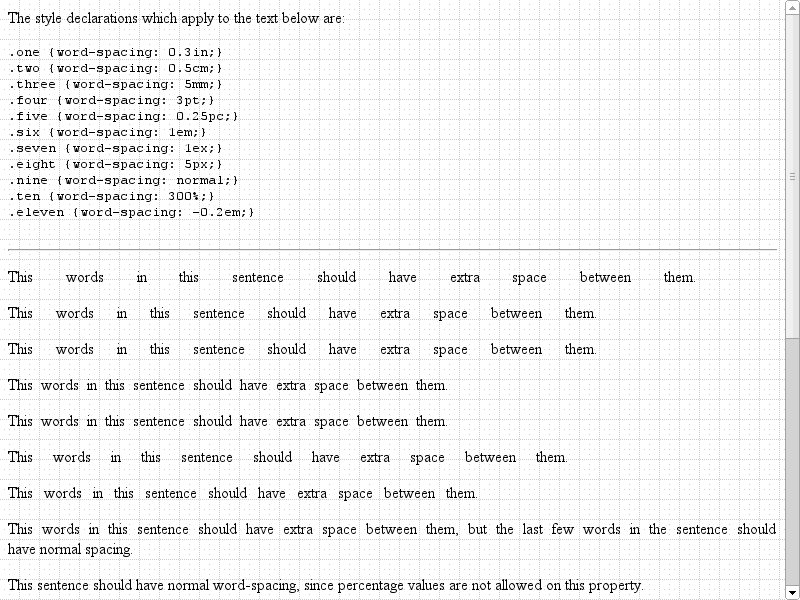 The style declarations which apply to the text below are:
.one {word-spacing: 0.3in;}
.two {word-spacing: 0.5cm;}
.three {word-spacing: 5mm;}
.four {word-spacing: 3pt;}
.five {word-spacing: 0.25pc;}
.six {word-spacing: 1em;}
.seven {word-spacing: 1ex;}
.eight {word-spacing: 5px;}
.nine {word-spacing: normal;}
.ten {word-spacing: 300%;}
.eleven {word-spacing: -0.2em;}
This words in this sentence should have extra space between them.
This words in this sentence should have extra space between them.
This words in this sentence should have extra space between them.
This words in this sentence should have extra space between them.
This words in this sentence should have extra space between them.
This words in this sentence should have extra space between them.
This words in this sentence should have extra space between them.
This words in this sentence should have extra space between them, but the last few words in the sentence should
have normal spacing.
This sentence should have normal word-spacing, since percentage values are not allowed on this property.